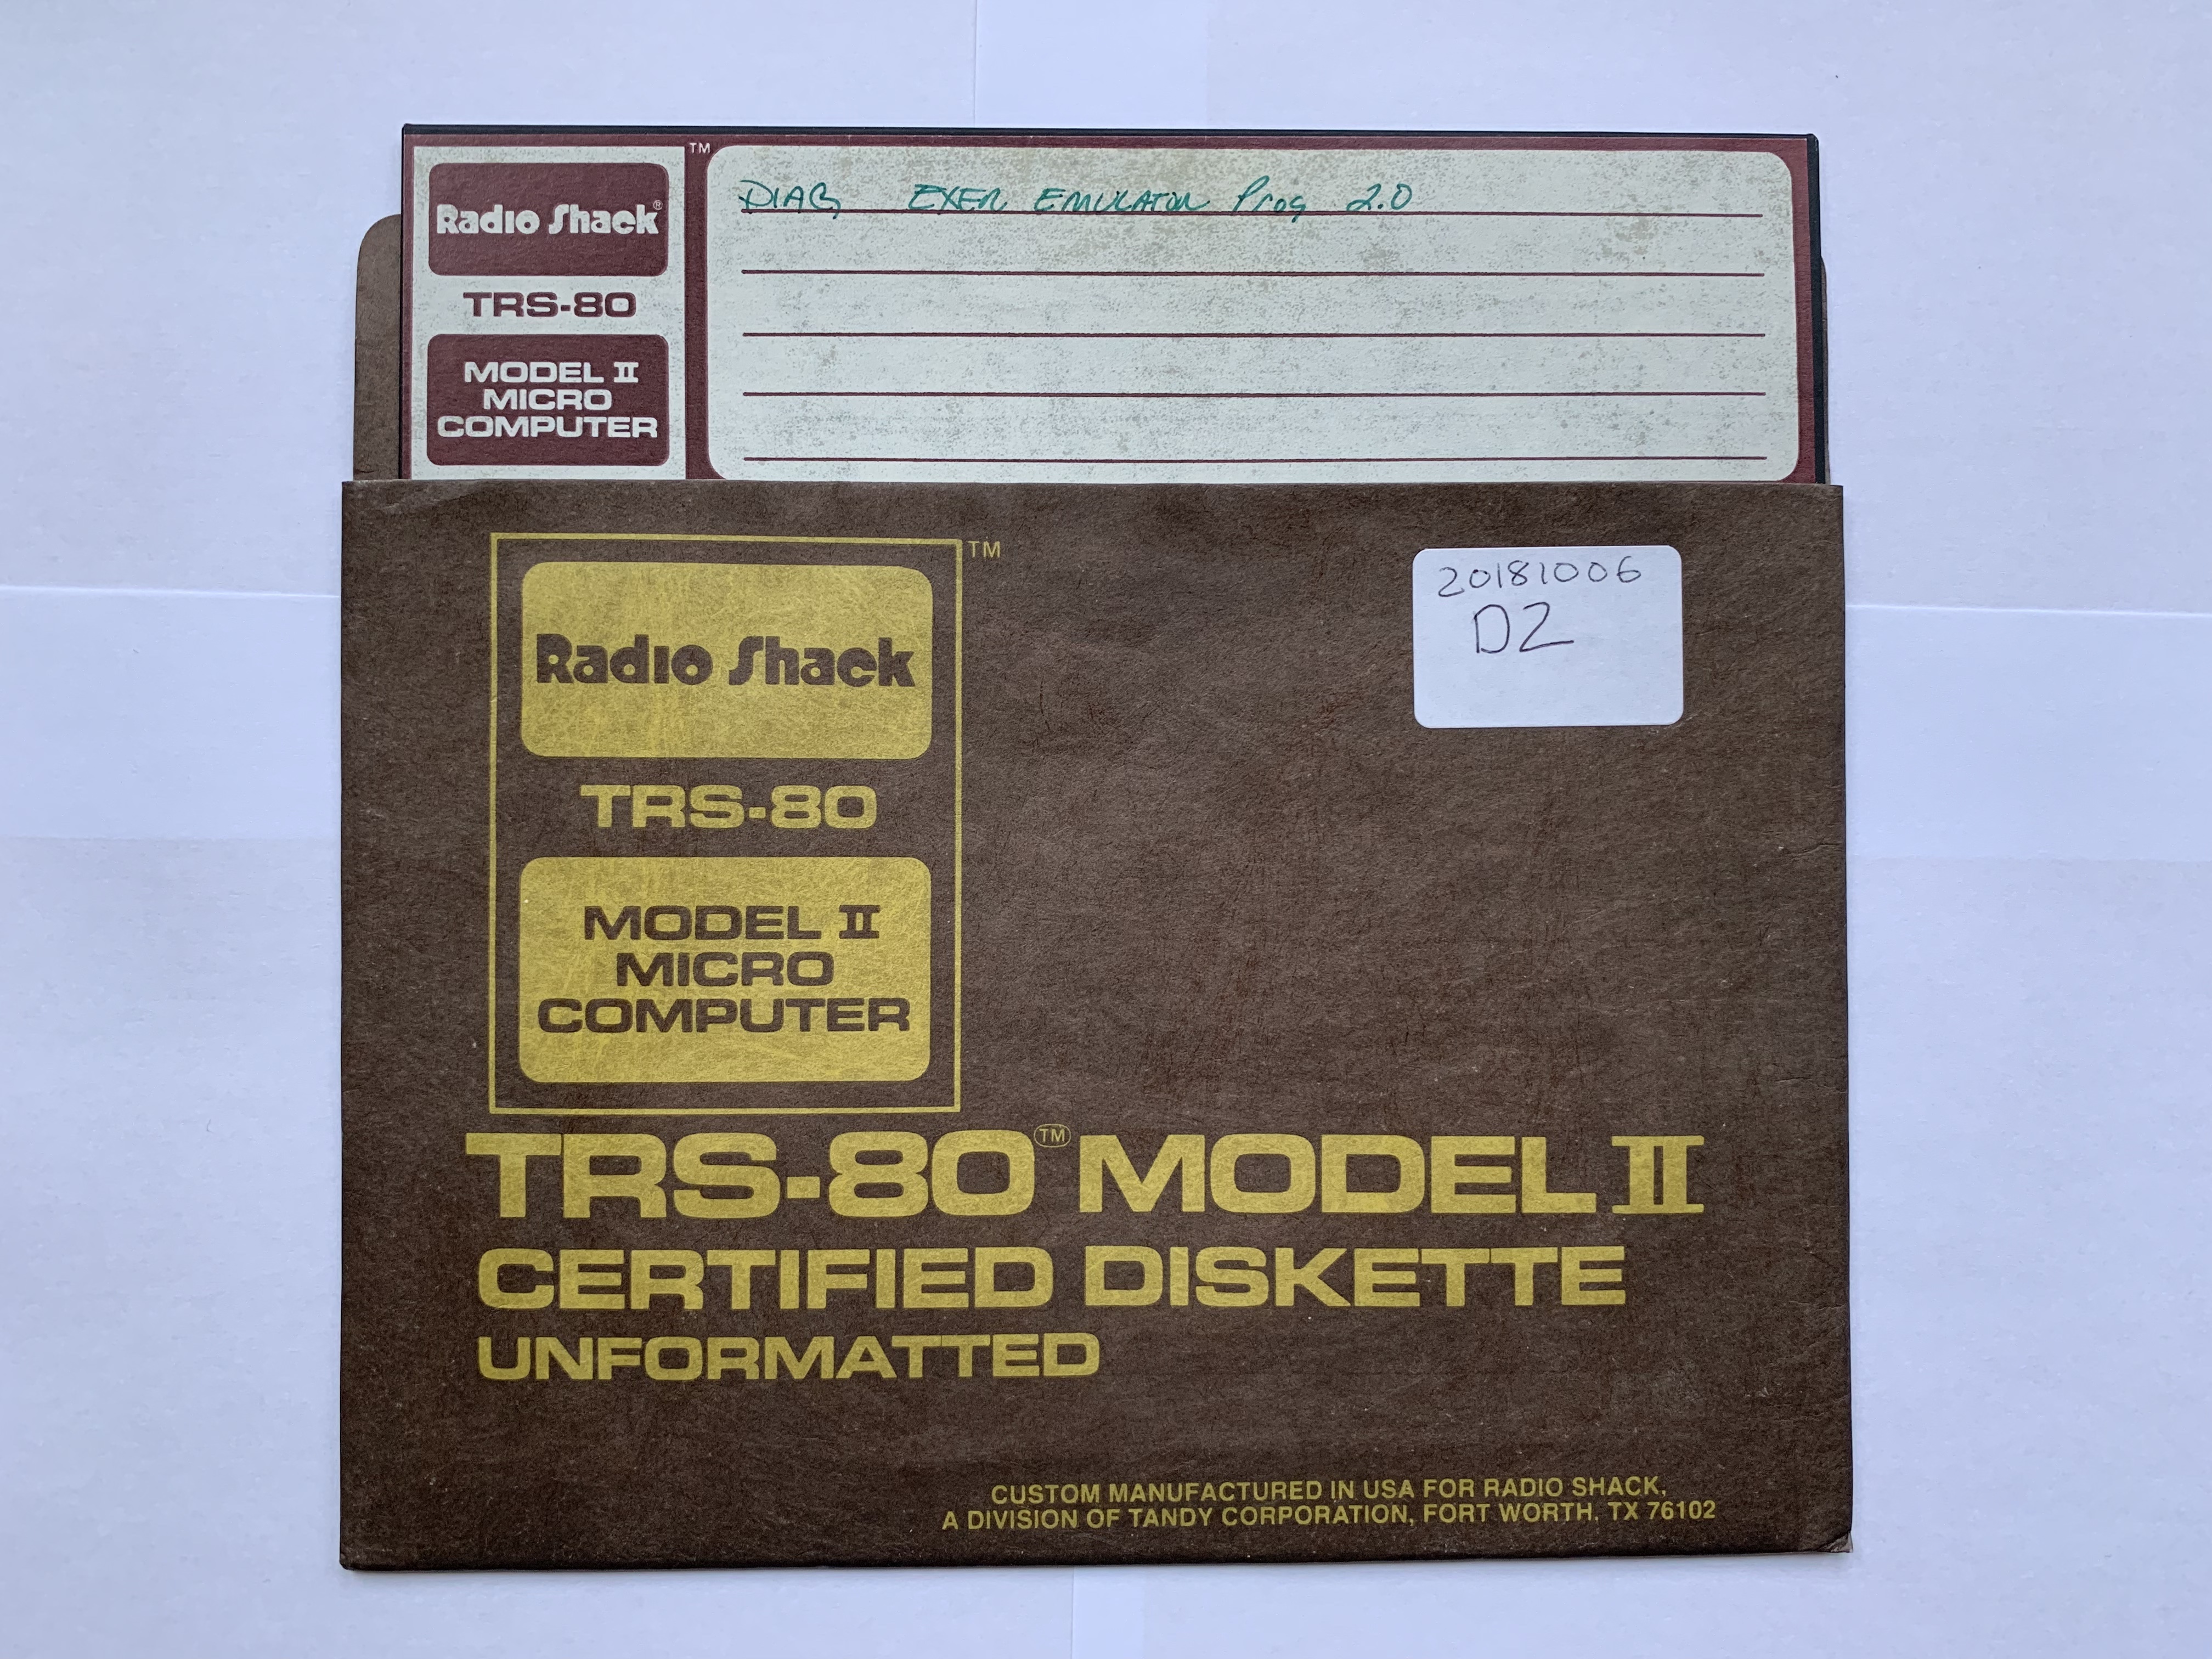 Radio Shack®
TRS-80
MODEL II
MICRO
COMPUTER
TM
DIAG EXER EMULATOR Prog 2.0
TM
Radio Shack
TRS-80
MODEL II
MICRO
COMPUTER
20181006
D2
TRS-80 TM MODEL II
CERTIFIED DISKETTE
UNFORMATTED
CUSTOM MANUFACTURED IN USA FOR RADIO SHACK,
A DIVISION OF TANDY CORPORATION, FORT WORTH, TX 76102